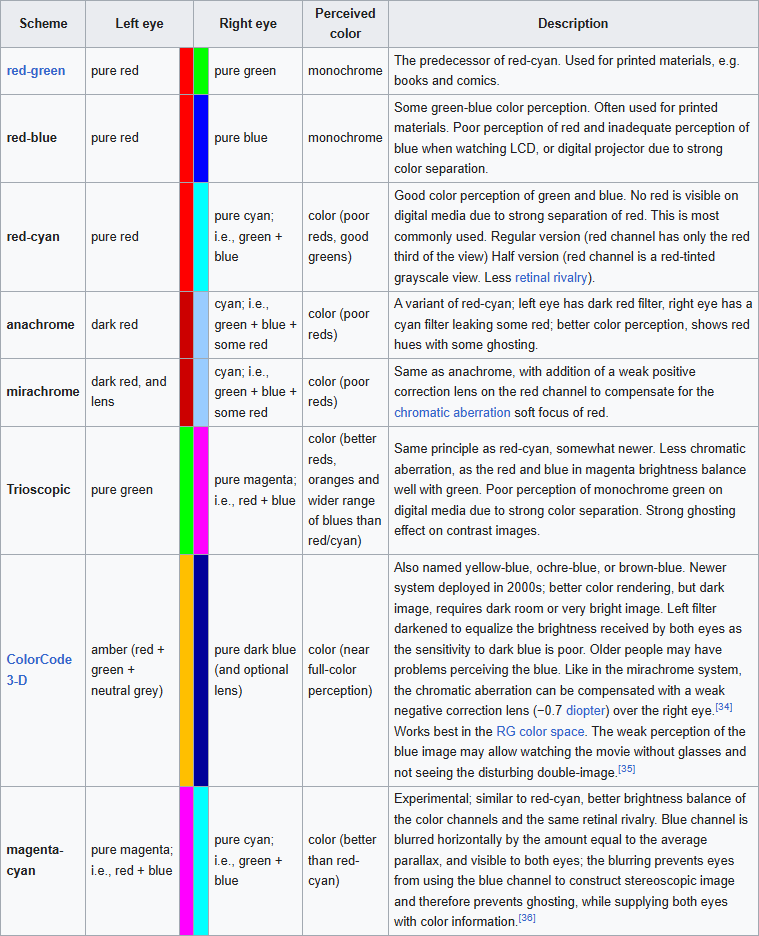 Scheme Left eye Right eye Perceived
color Description
red-green pure red pure green monochrome The predecessor of red-cyan. Used for printed materials, e.g.
books and comics.
red-blue pure red pure blue monochrome Some green-blue color perception. Often used for printed
materials. Poor perception of red and inadequate perception of
blue when watching LCD, or digital projector due to strong
color separation.
red-cyan pure red pure cyan;
i.e., green +
blue
color (poor
reds, good
greens)
Good color perception of green and blue. No red is visible on
digital media due to strong separation of red. This is most
commonly used. Regular version (red channel has only the red
third of the view) Half version (red channel is a red-tinted
grayscale view. Less retinal rivalry).
anachrome dark red cyan; i.e.,
green + blue +
some red
color (poor
reds)
A variant of red-cyan; left eye has dark red filter, right eye has a
cyan filter leaking some red; better color perception, shows red
hues with some ghosting.
mirachrome dark red, and
lens
cyan; i.e.,
green + blue +
some red
color (poor
reds)
Same as anachrome, with addition of a weak positive
correction lens on the red channel to compensate for the
chromatic aberration soft focus of red.
Trioscopic pure green pure magenta;
i.e., red + blue
color (better
reds,
oranges and
wider range
of blues than
red/cyan)
Same principle as red-cyan, somewhat newer. Less chromatic
aberration, as the red and blue in magenta brightness balance
well with green. Poor perception of monochrome green on
digital media due to strong color separation. Strong ghosting
effect on contrast images.
ColorCode
3-D
amber (red +
green +
neutral grey)
pure dark blue
(and optional
lens)
color (near
full-color
perception)
Also named yellow-blue, ochre-blue, or brown-blue. Newer
system deployed in 2000s; better color rendering, but dark
image, requires dark room or very bright image. Left filter
darkened to equalize the brightness received by both eyes as
the sensitivity to dark blue is poor. Older people may have
problems perceiving the blue. Like in the mirachrome system,
the chromatic aberration can be compensated with a weak
negative correction lens (−0.7 diopter) over the right eye.[34]
Works best in the RG color space. The weak perception of the
blue image may allow watching the movie without glasses and
not seeing the disturbing double-image.[35]
magenta-
cyan
pure magenta;
i.e., red + blue
pure cyan;
i.e., green +
blue
color (better
than red-
cyan)
Experimental; similar to red-cyan, better brightness balance of
the color channels and the same retinal rivalry. Blue channel is
blurred horizontally by the amount equal to the average
parallax, and visible to both eyes; the blurring prevents eyes
from using the blue channel to construct stereoscopic image
and therefore prevents ghosting, while supplying both eyes
with color information.[36]